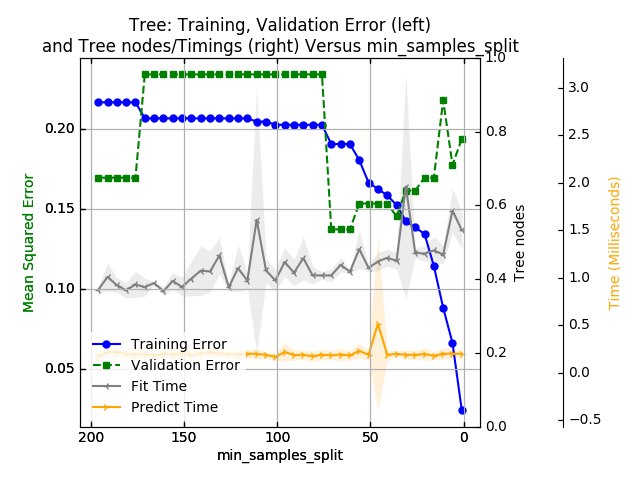 Tree: Training, Validation Error (left)
and Tree nodes/Timings (right) Versus min_samples_split
Mean Squared Error
0.20
0.15
0.10
0.05
1.0
0.8
0.6
0.4
0.2
0.0
Tree nodes
3.0
2.5
2.0
1.5
1.0
0.5
0.0
−0.5
Time (Milliseconds)
Training Error
Validation Error
Fit Time
Predict Time
200
150
100
50
0
min_samples_split